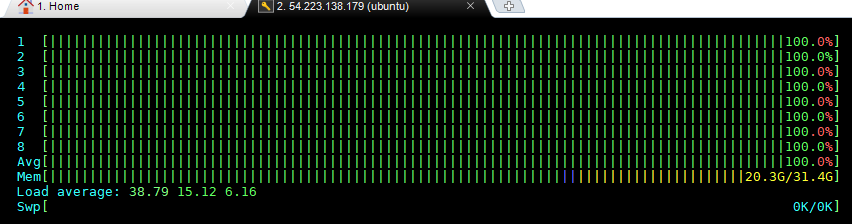 1. Home
2. 54.223.138.179 (ubuntu)
1 [100.0%]
2 [100.0%]
3 [100.0%]
4 [100.0%]
5 [100.0%]
6 [100.0%]
7 [100.0%]
8 [100.0%]
Avg[100.0%]
Mem[20.3G/31.4G]
Load average: 38.79 15.12 6.16
Swp[0K/0K]